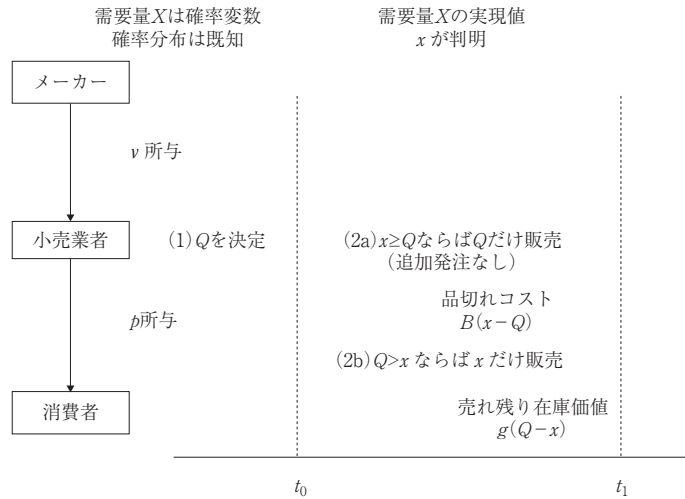 需要量Xは確率変数
確率分布は既知
需要量Xの実現値
xが判明
メーカー
v 所与
小売業者
(1)Qを決定
(2a)x≥QならばQだけ販売
（追加発注なし）
品切れコスト
B(x−Q)
p所与
(2b)Q>x ならば x だけ販売
消費者
売れ残り在庫価値
g(Q−x)
t0
t1